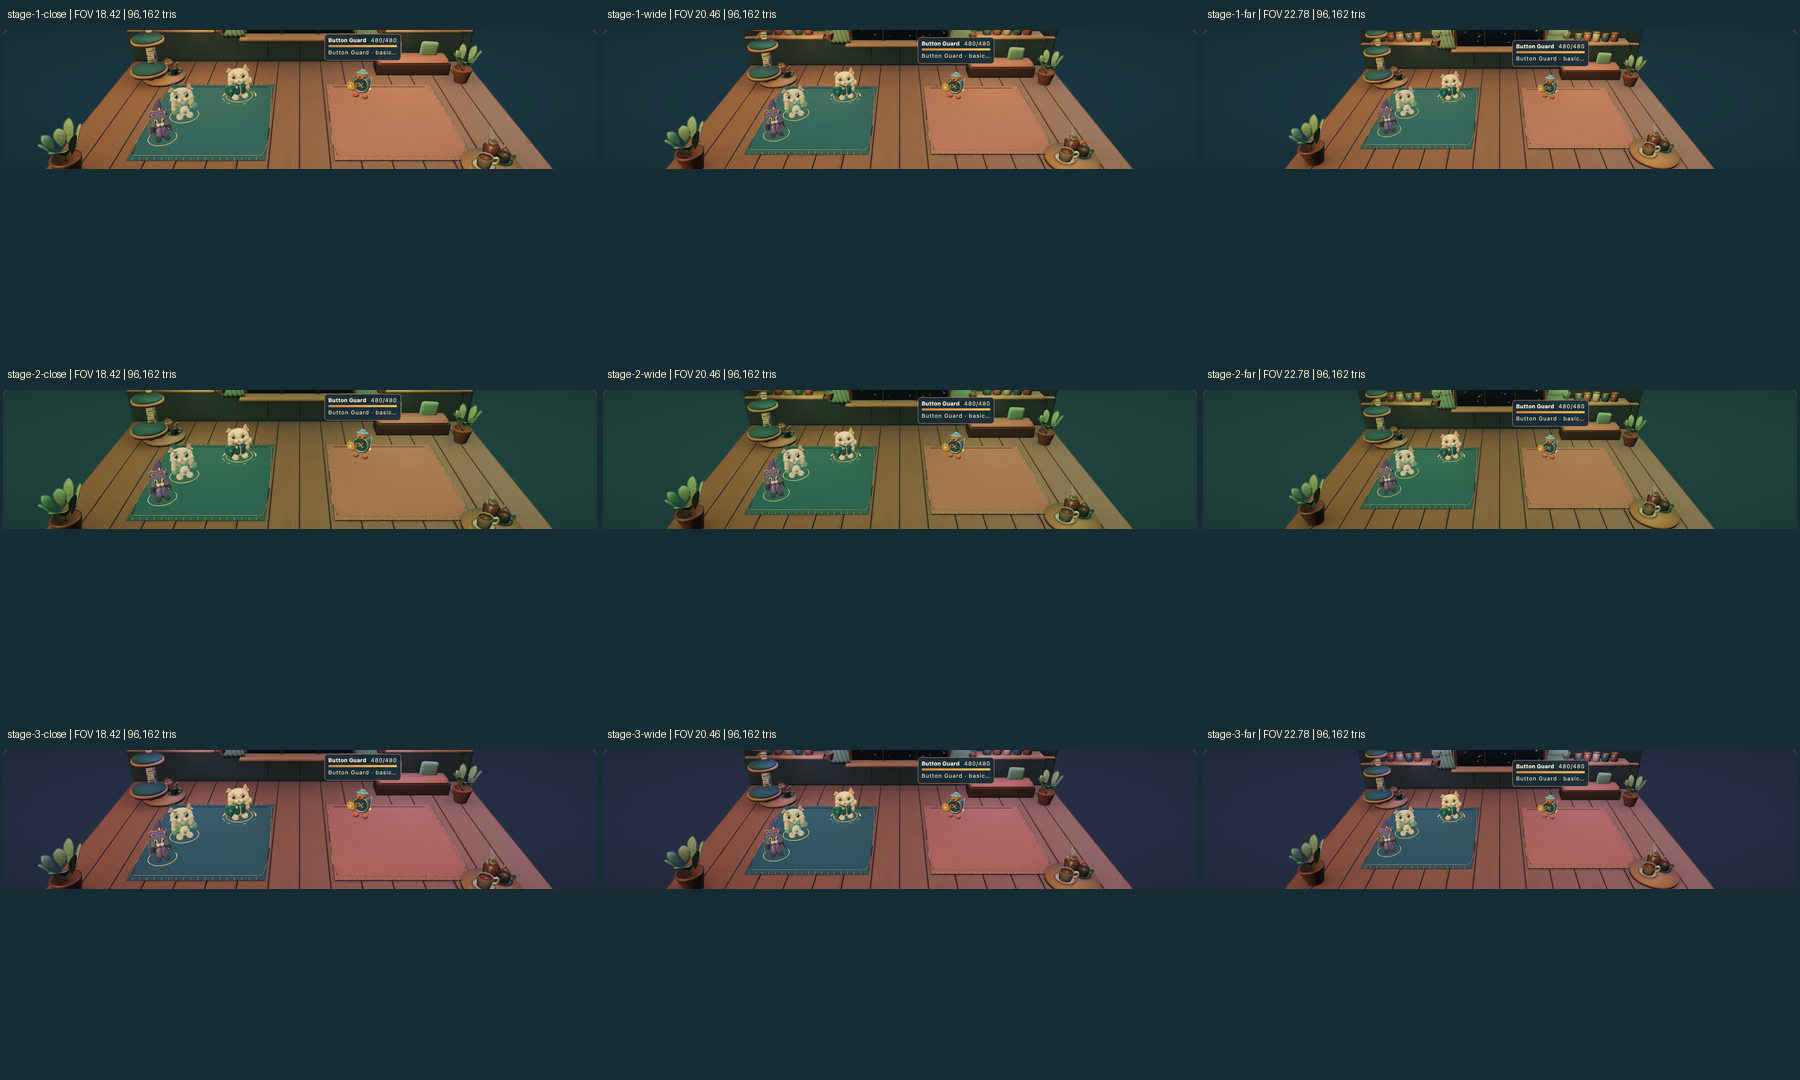 stage-1-close | FOV 18.42 | 96,162 tris
Button Guard 480/480
Button Guard · basic...
stage-1-wide | FOV 20.46 | 96,162 tris
Button Guard 480/480
Button Guard · basic...
stage-1-far | FOV 22.78 | 96,162 tris
Button Guard 480/480
Button Guard · basic...
stage-2-close | FOV 18.42 | 96,162 tris
Button Guard 480/480
Button Guard · basic...
stage-2-wide | FOV 20.46 | 96,162 tris
Button Guard 480/480
Button Guard · basic...
stage-2-far | FOV 22.78 | 96,162 tris
Button Guard 480/480
Button Guard · basic...
stage-3-close | FOV 18.42 | 96,162 tris
Button Guard 480/480
Button Guard · basic...
stage-3-wide | FOV 20.46 | 96,162 tris
Button Guard 480/480
Button Guard · basic...
stage-3-far | FOV 22.78 | 96,162 tris
Button Guard 480/480
Button Guard · basic...